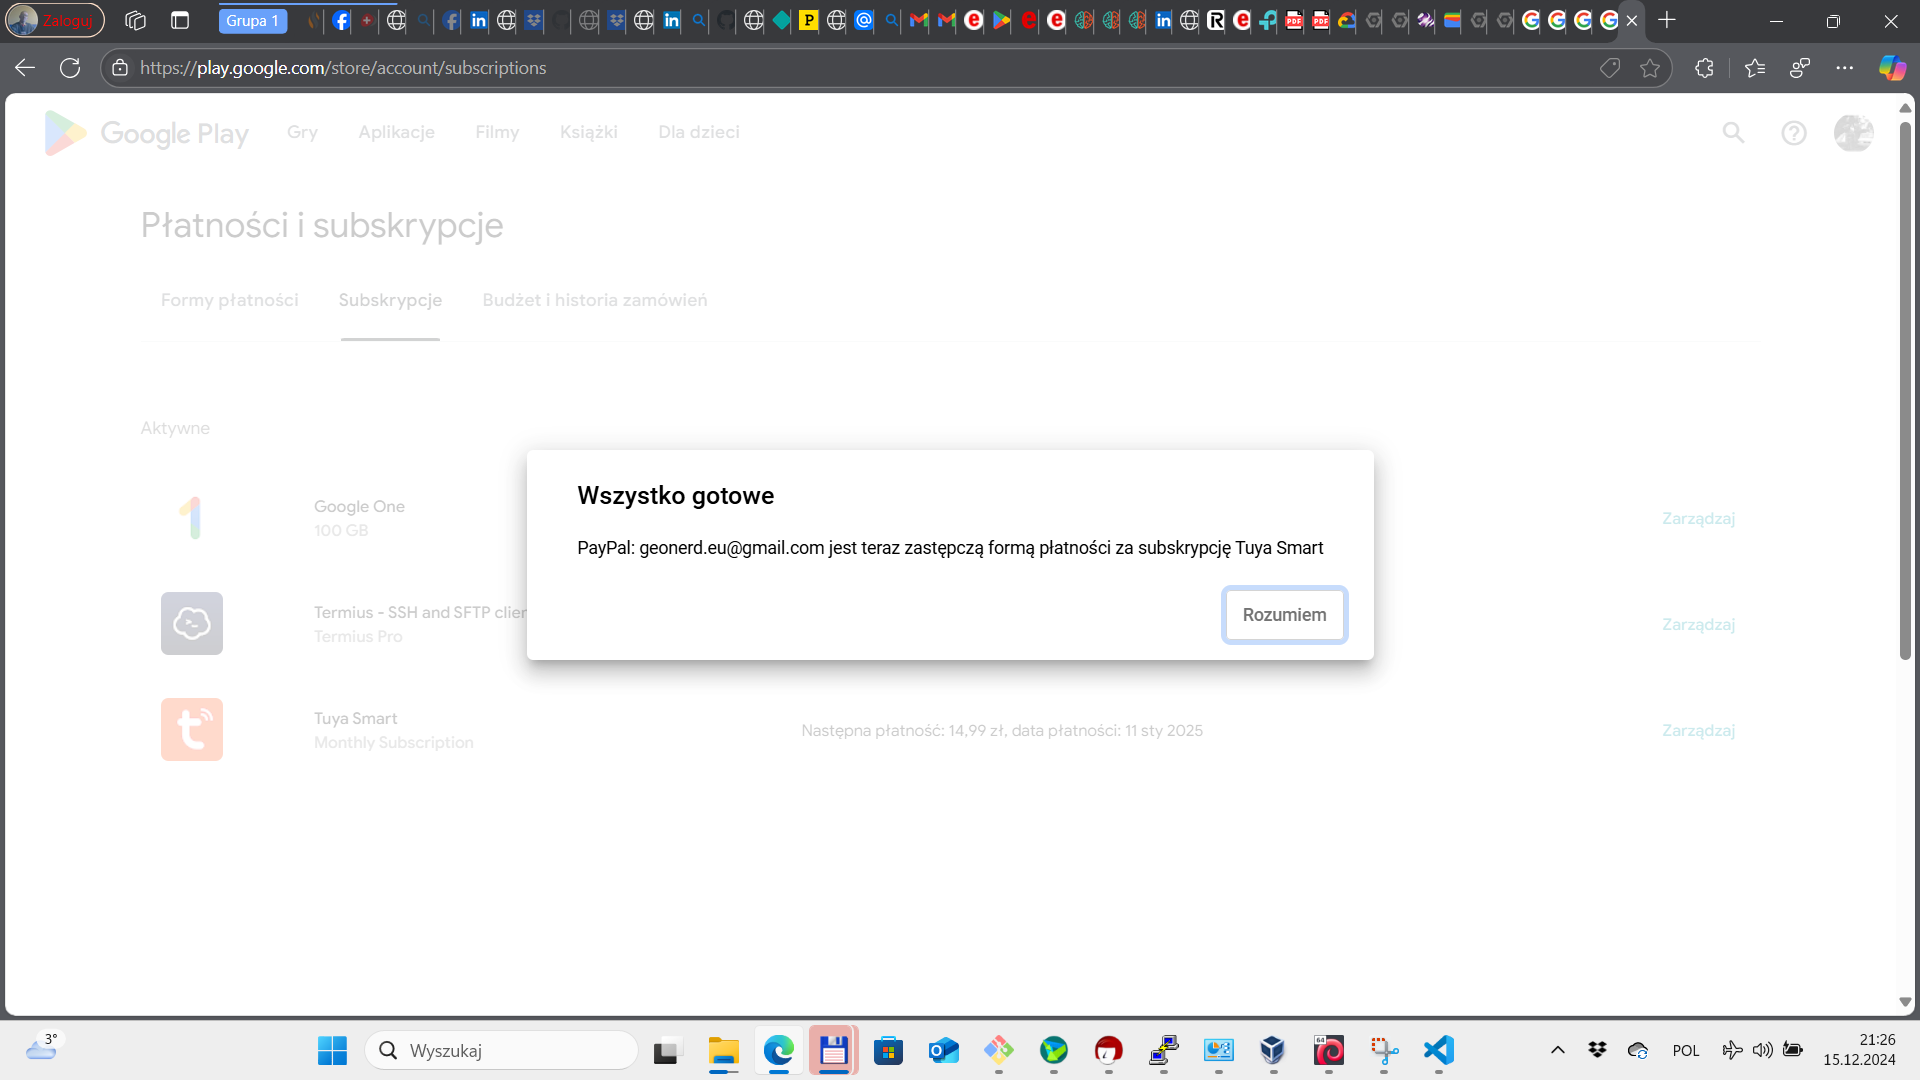 Zaloguj
Grupa 1
https://play.google.com/store/account/subscriptions
Google Play
Gry
Aplikacje
Filmy
Książki
Dla dzieci
Płatności i subskrypcje
Formy płatności
Subskrypcje
Budżet i historia zamówień
Aktywne
Google One
100 GB
Zarządzaj
Termius - SSH and SFTP clien
Termius Pro
Zarządzaj
Wszystko gotowe
PayPal: geonerd.eu@gmail.com jest teraz zastępczą formą płatności za subskrypcję Tuya Smart
Rozumiem
Tuya Smart
Monthly Subscription
Następna płatność: 14,99 zł, data płatności: 11 sty 2025
Zarządzaj
3°
Wyszukaj
POL
21:26
15.12.2024